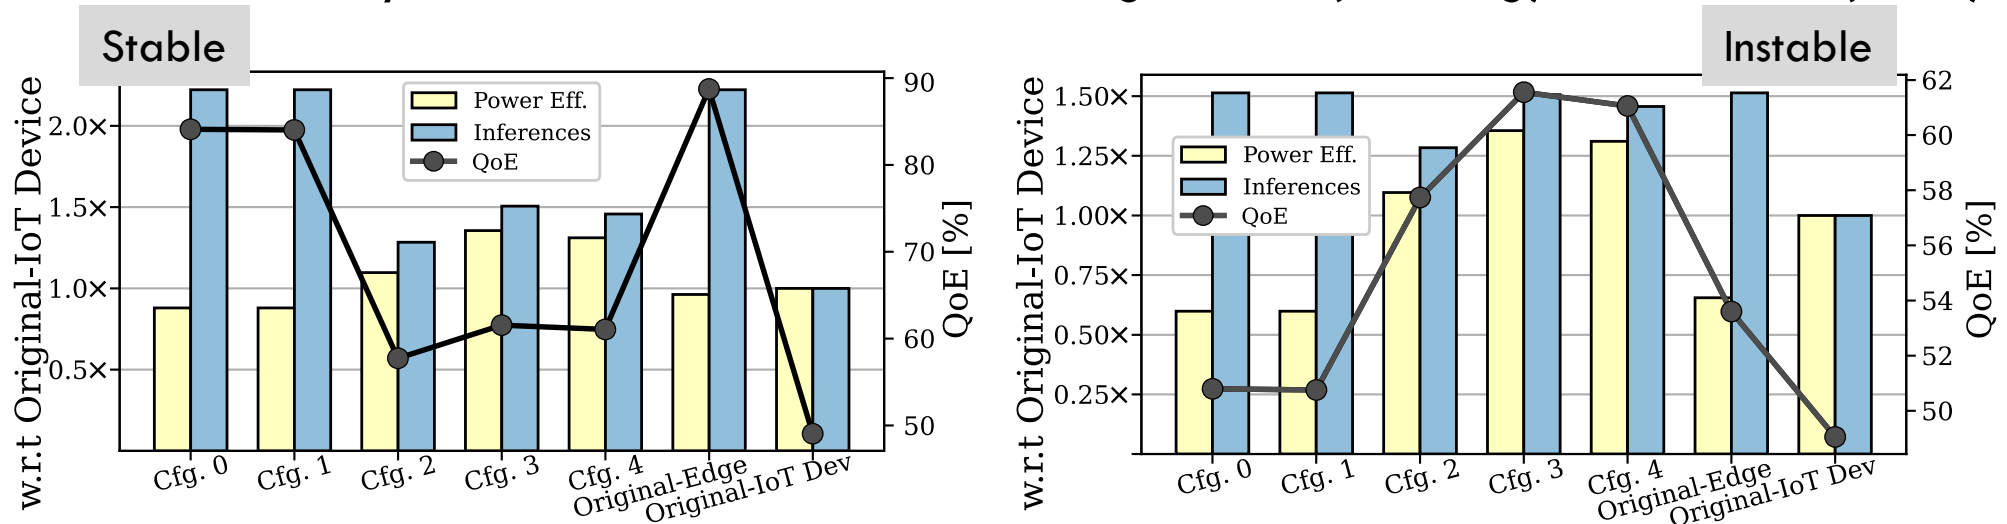 Stable
w.r.t Original-IoT Device
2.0×
1.5×
1.0×
0.5×
Power Eff.
Inferences
QoE
90
80
70
60
50
QoE [%]
Cfg. 0
Cfg. 1
Cfg. 2
Cfg. 3
Cfg. 4
Original-Edge
Original-IoT Dev
Instable
w.r.t Original-IoT Device
1.50×
1.25×
1.00×
0.75×
0.50×
0.25×
Power Eff.
Inferences
QoE
62
60
58
56
54
52
50
QoE [%]
Cfg. 0
Cfg. 1
Cfg. 2
Cfg. 3
Cfg. 4
Original-Edge
Original-IoT Dev